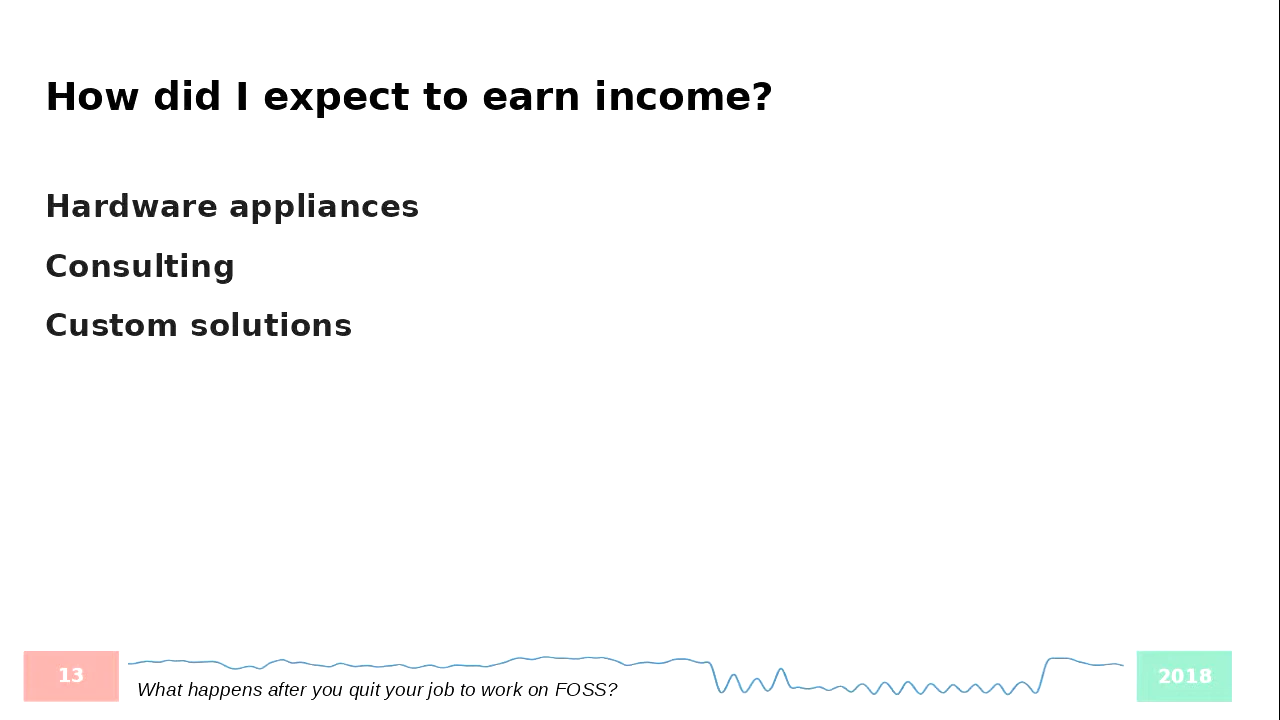 How did I expect to earn income?
Hardware appliances
Consulting
Custom solutions
13
What happens after you quit your job to work on FOSS?
2018